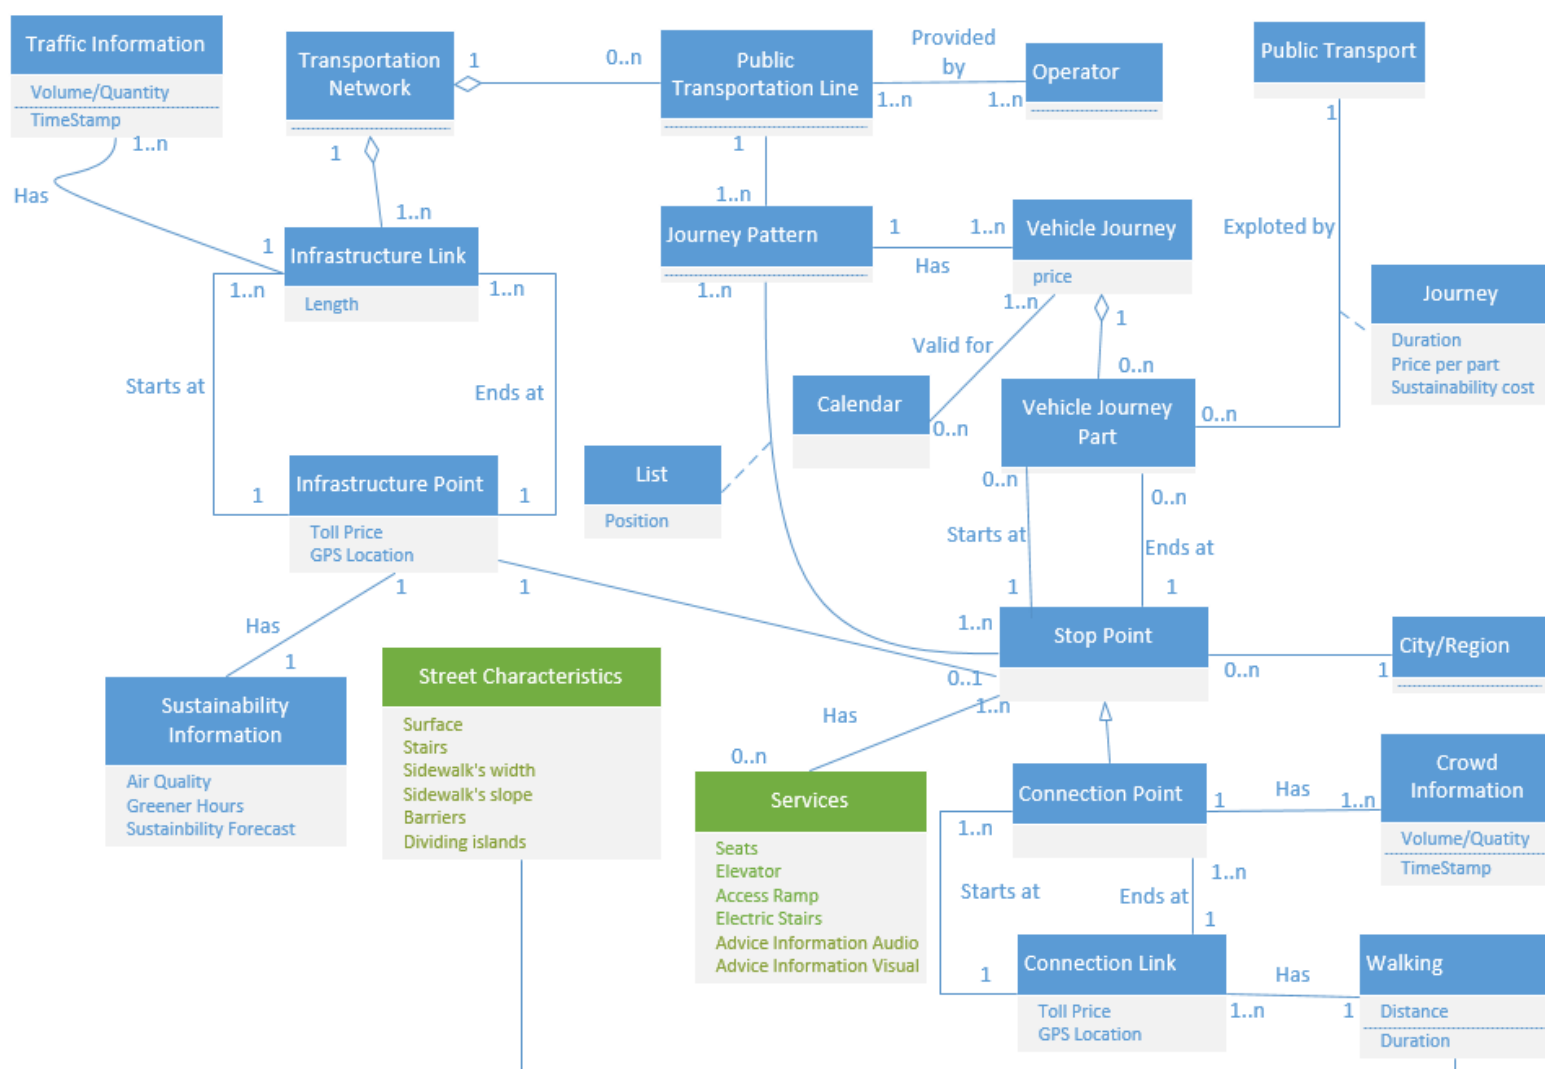 Traffic Information
Volume/Quantity
TimeStamp
1..n
Has
1
Transportation
Network
1
0..n
1
1..n
Public
Transportation Line
1..n
Provided
by
1..n
Operator
Public Transport
1
Exploted by
0..n
1
1..n
Journey Pattern
1..n
1
Has
1..n
Vehicle Journey
price
1..n
1
Valid for
0..n
0..n
Journey
Duration
Price per part
Sustainability cost
Infrastructure Link
Length
1..n
1..n
Starts at
Ends at
1
1
Calendar
Vehicle Journey
Part
0..n
0..n
Starts at
Ends at
1
1
List
Position
Infrastructure Point
Toll Price
GPS Location
1
1
Has
1
1..n
Stop Point
0..1
1..n
0..n
1
City/Region
Sustainability
Information
Air Quality
Greener Hours
Sustainbility Forecast
Street Characteristics
Surface
Stairs
Sidewalk's width
Sidewalk's slope
Barriers
Dividing islands
Has
0..n
Services
Seats
Elevator
Access Ramp
Electric Stairs
Advice Information Audio
Advice Information Visual
Connection Point
1
Has
1..n
Crowd
Information
Volume/Quatity
TimeStamp
1..n
1..n
Starts at
Ends at
1
1
Connection Link
Toll Price
GPS Location
Has
1..n
1
Walking
Distance
Duration